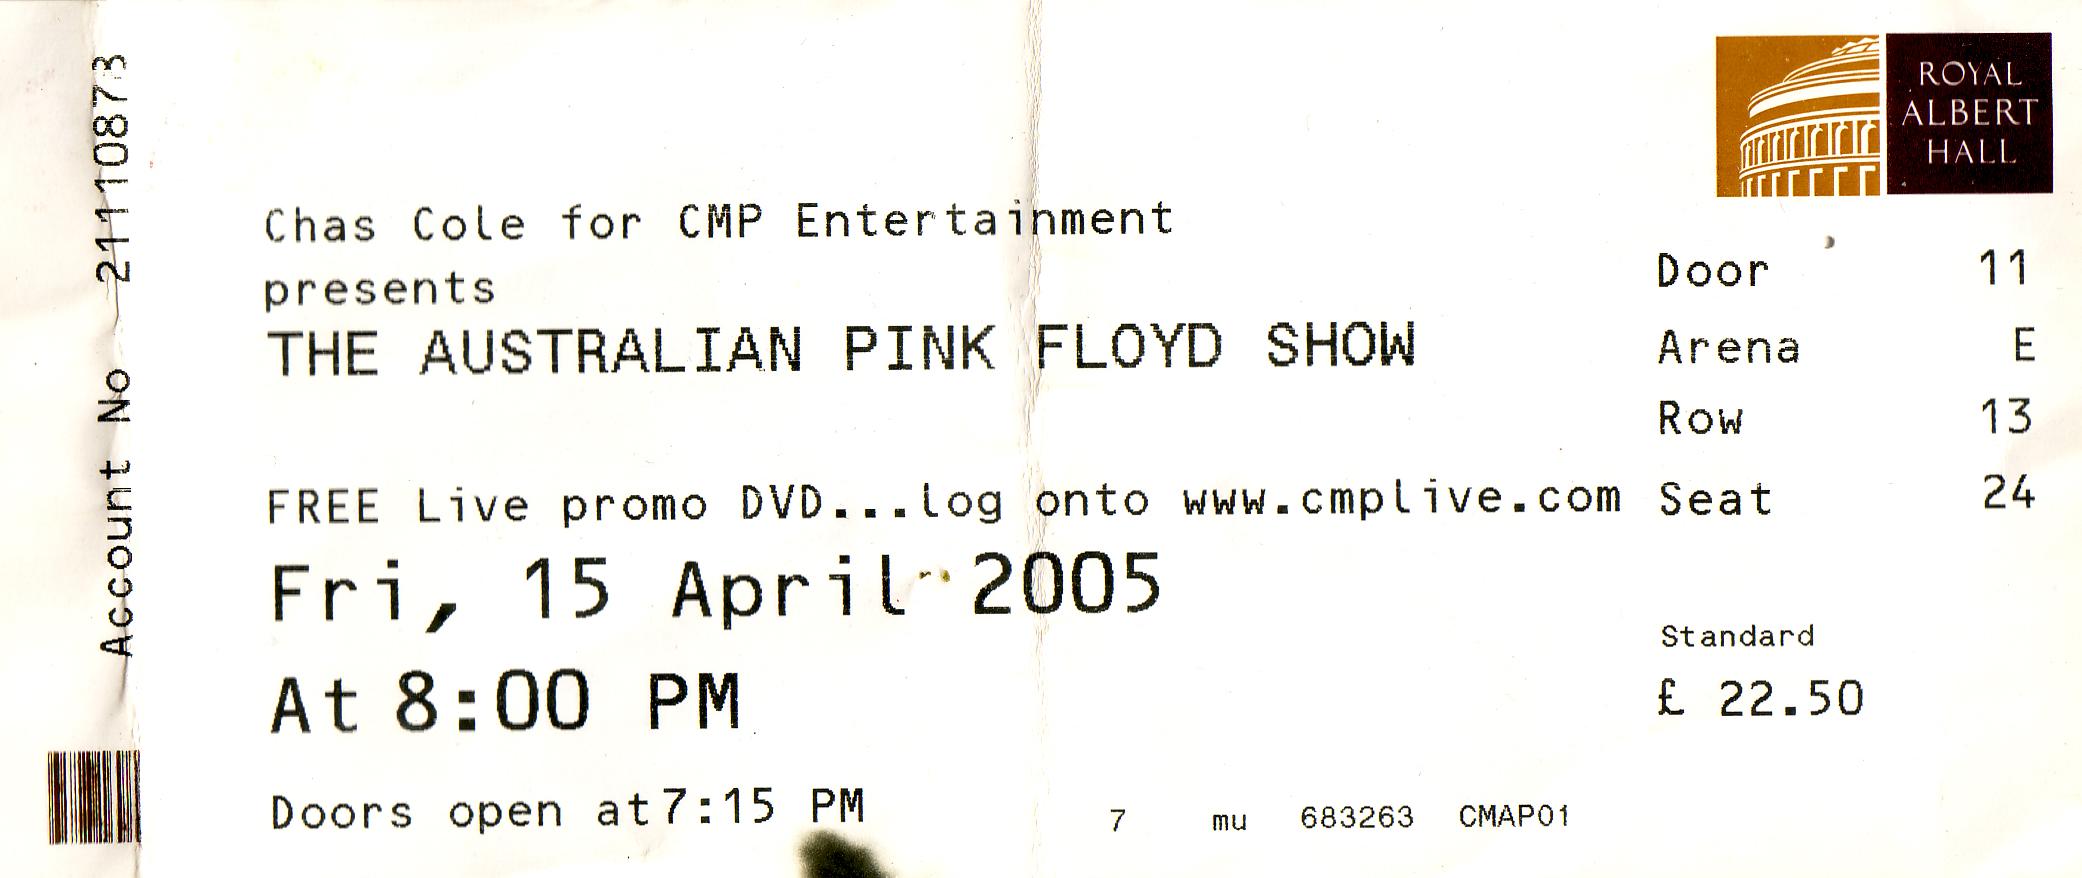 Account No 21110873
ROYAL
ALBERT
HALL
Chas Cole for CMP Entertainment
presents
THE AUSTRALIAN PINK FLOYD SHOW
FREE Live promo DVD...log onto www.cmplive.com
Fri, 15 April 2005
At 8:00 PM
Doors open at 7:15 PM
Door 11
Arena E
Row 13
Seat 24
Standard
£ 22.50
7 mu 683263 CMAP01